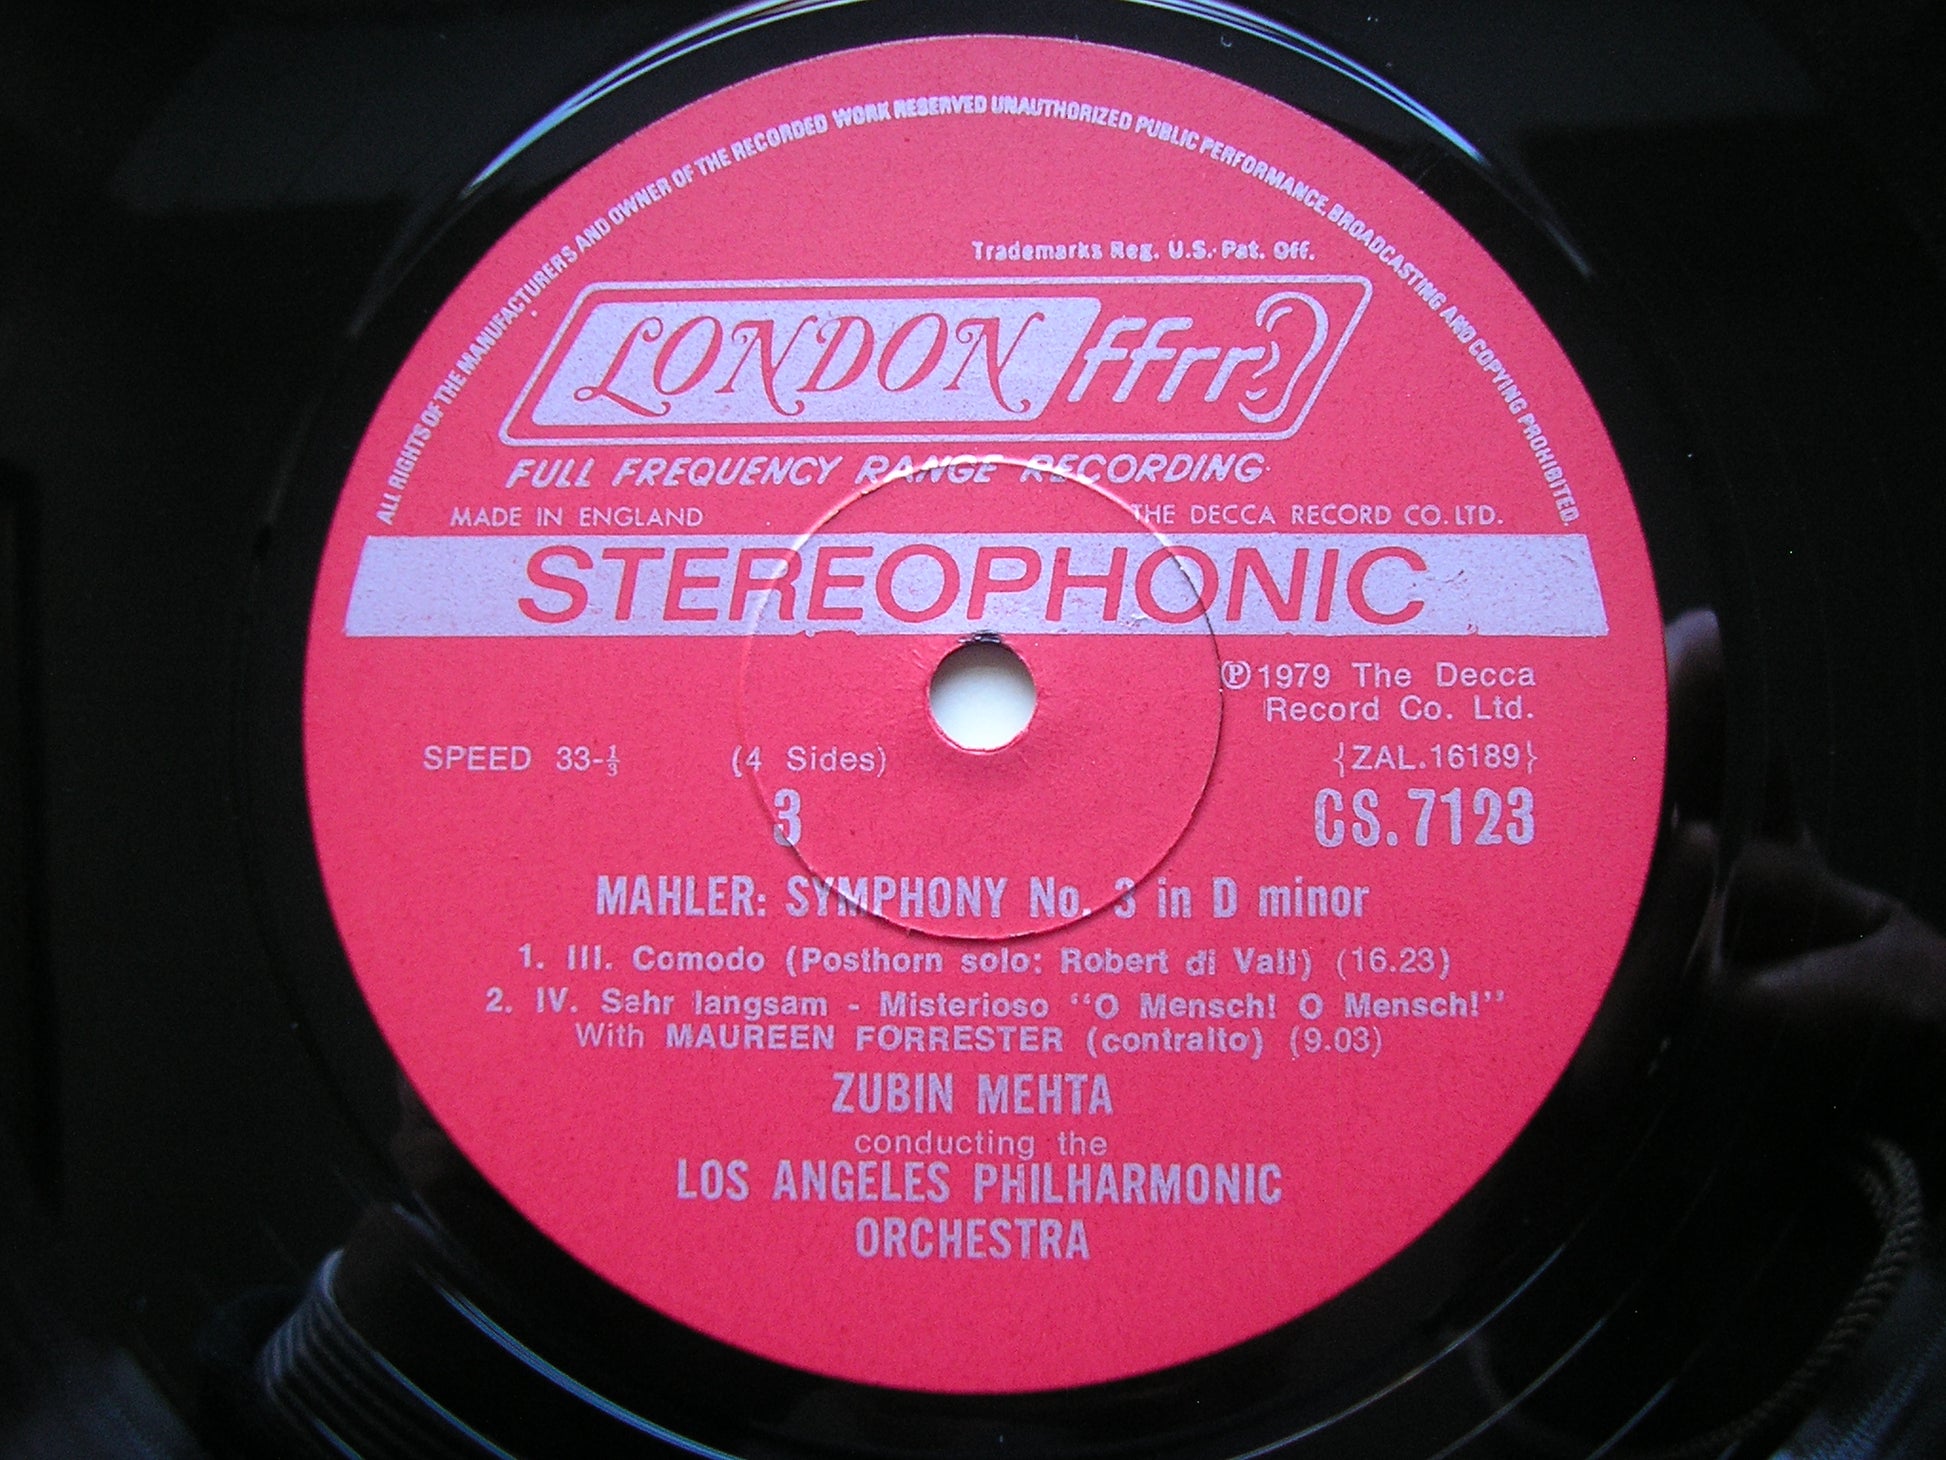 ALL RIGHTS OF THE MANUFACTURERS AND OWNER OF THE RECORDED WORK RESERVED UNAUTHORIZED PUBLIC PERFORMANCE, BROADCASTING AND COPYING PROHIBITED.
Trademarks Reg. U.S. Pat. Off.
LONDON ffrr
FULL FREQUENCY RANGE RECORDING
MADE IN ENGLAND THE DECCA RECORD CO. LTD.
STEREOPHONIC
℗ 1979 The Decca
Record Co. Ltd.
SPEED 33-⅓ (4 Sides) {ZAL.16189}
3 CS.7123
MAHLER: SYMPHONY No. 3 in D minor
1. III. Comodo (Posthorn solo: Robert di Vall) (16.23)
2. IV. Sehr langsam - Misterioso “O Mensch! O Mensch!”
With MAUREEN FORRESTER (contralto) (9.03)
ZUBIN MEHTA
conducting the
LOS ANGELES PHILHARMONIC
ORCHESTRA